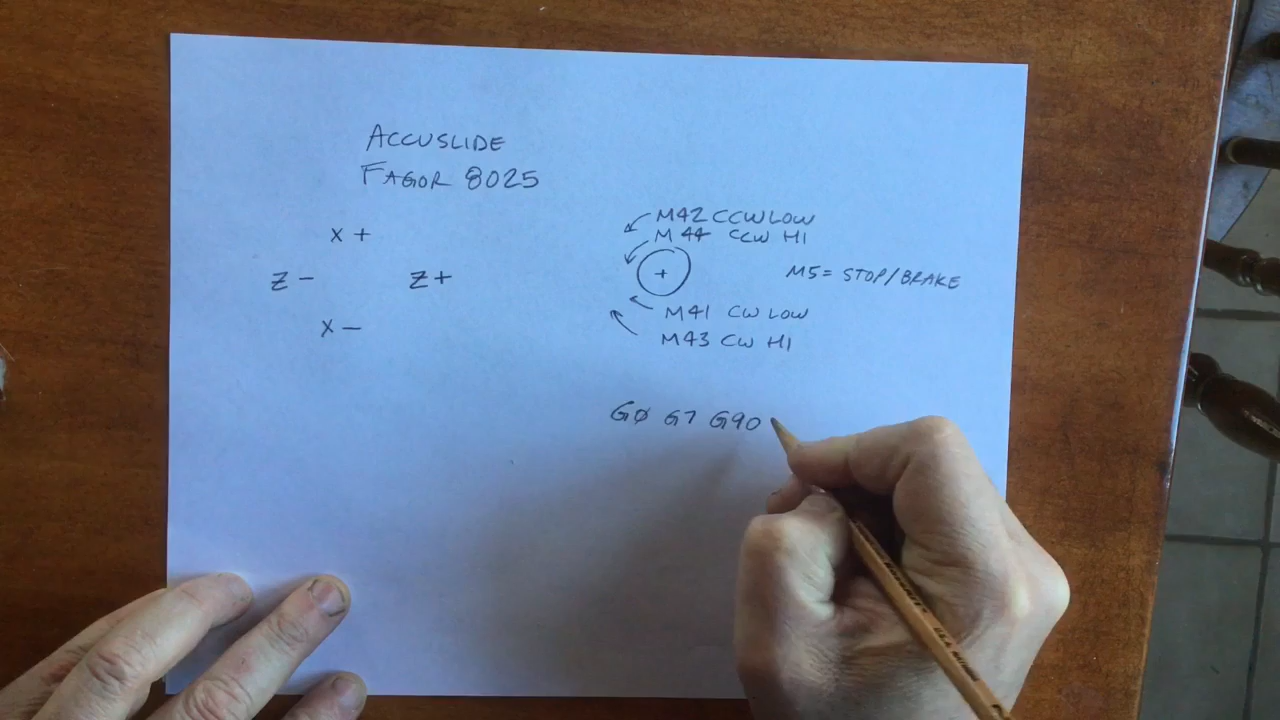 ACCUSLIDE
FAGOR 8025
X +
Z - Z+
X -
M42 CCW LOW
M44 CCW HI
+
M5 = STOP/BRAKE
M41 CW LOW
M43 CW HI
G0 G7 G90